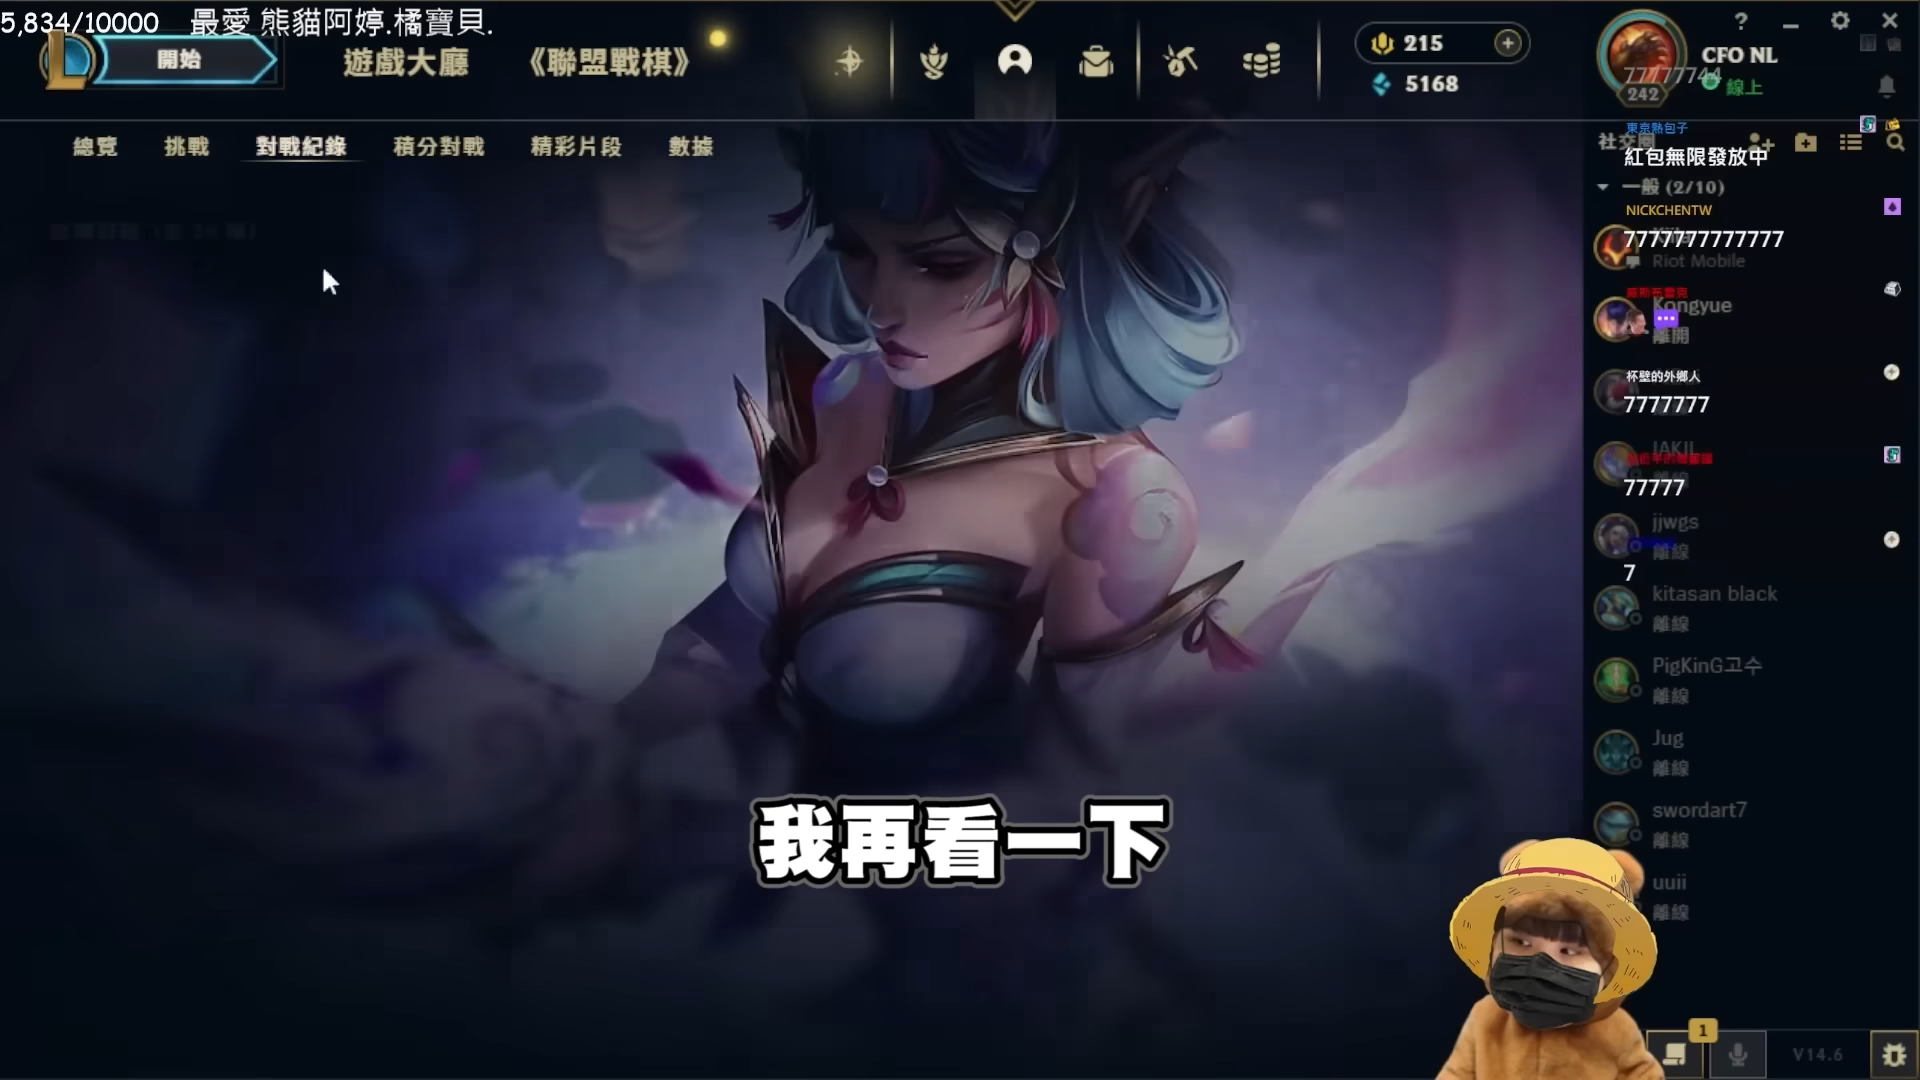 5,834/10000 最愛 熊貓阿婷.橘寶貝.
開始
遊戲大廳
《聯盟戰棋》
215
5168
242
CFO NL
線上
77777744
總覽
挑戰
對戰紀錄
積分對戰
精彩片段
數據
社交圈
東京熟包子
紅包無限發放中
一般 (2/10)
NICKCHENTW
7777777777777
Riot Mobile
Kongyue
離開
杯壁的外鄉人
7777777
77777
jjwgs
離線
7
kitasan black
離線
PigKinG고수
離線
Jug
離線
swordart7
離線
uuii
離線
我再看一下
1
V14.6